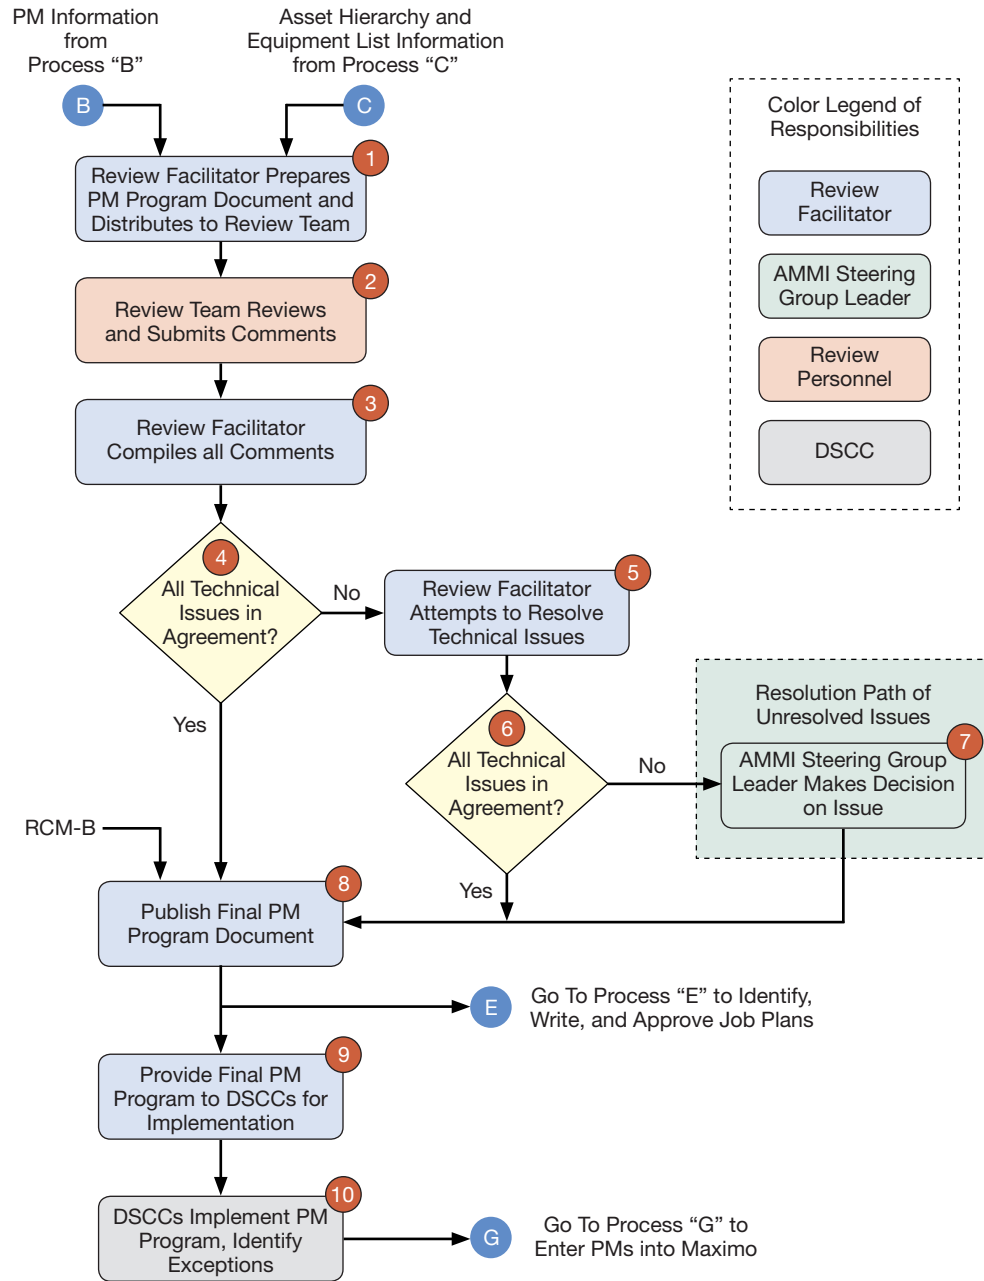 PM Information
from
Process “B”
Asset Hierarchy and
Equipment List Information
from Process “C”
B
C
Color Legend of
Responsibilities
Review
Facilitator
AMMI Steering
Group Leader
Review
Personnel
DSCC
1
Review Facilitator Prepares
PM Program Document and
Distributes to Review Team
2
Review Team Reviews
and Submits Comments
3
Review Facilitator
Compiles all Comments
4
All Technical
Issues in
Agreement?
No
Yes
5
Review Facilitator
Attempts to Resolve
Technical Issues
6
All Technical
Issues in
Agreement?
No
Yes
Resolution Path of
Unresolved Issues
7
AMMI Steering Group
Leader Makes Decision
on Issue
RCM-B
8
Publish Final PM
Program Document
E
Go To Process “E” to Identify,
Write, and Approve Job Plans
9
Provide Final PM
Program to DSCCs for
Implementation
10
DSCCs Implement PM
Program, Identify
Exceptions
G
Go To Process “G” to
Enter PMs into Maximo